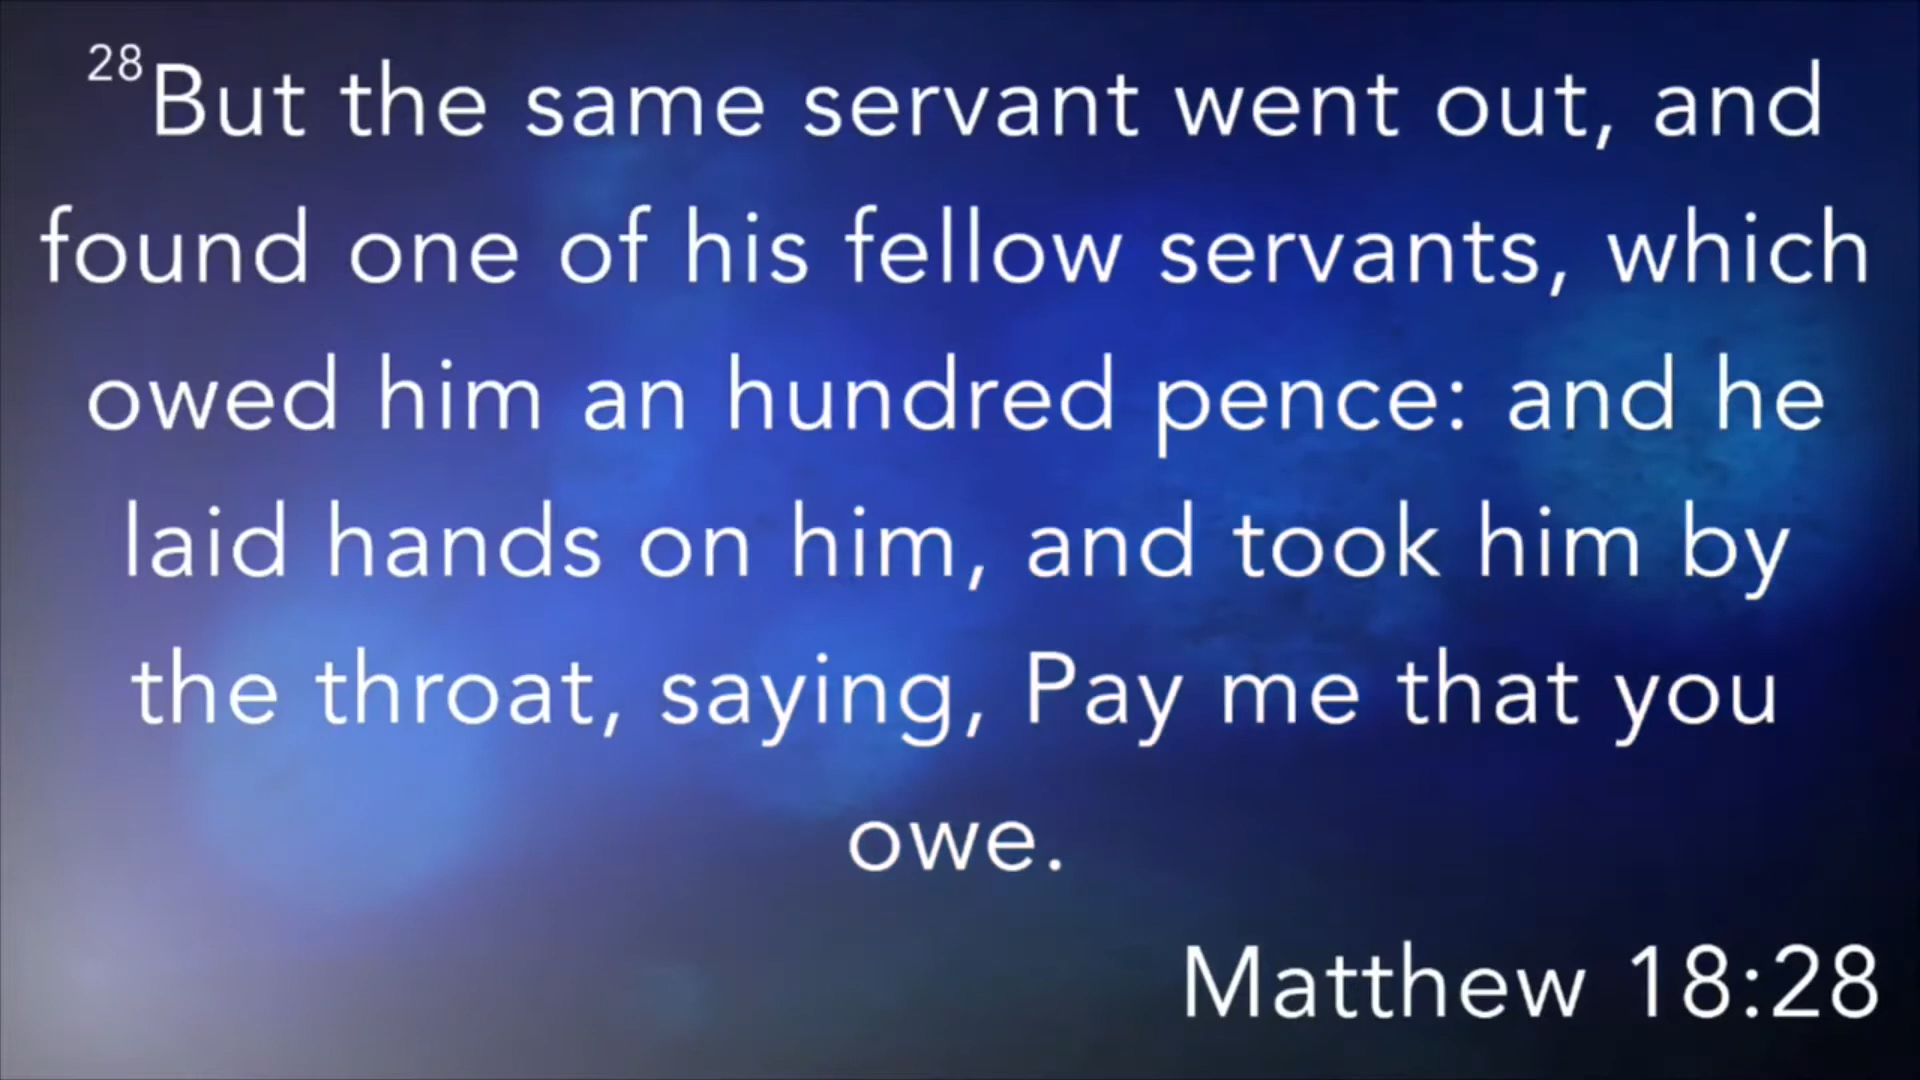 28But the same servant went out, and
found one of his fellow servants, which
owed him an hundred pence: and he
laid hands on him, and took him by
the throat, saying, Pay me that you
owe.
Matthew 18:28